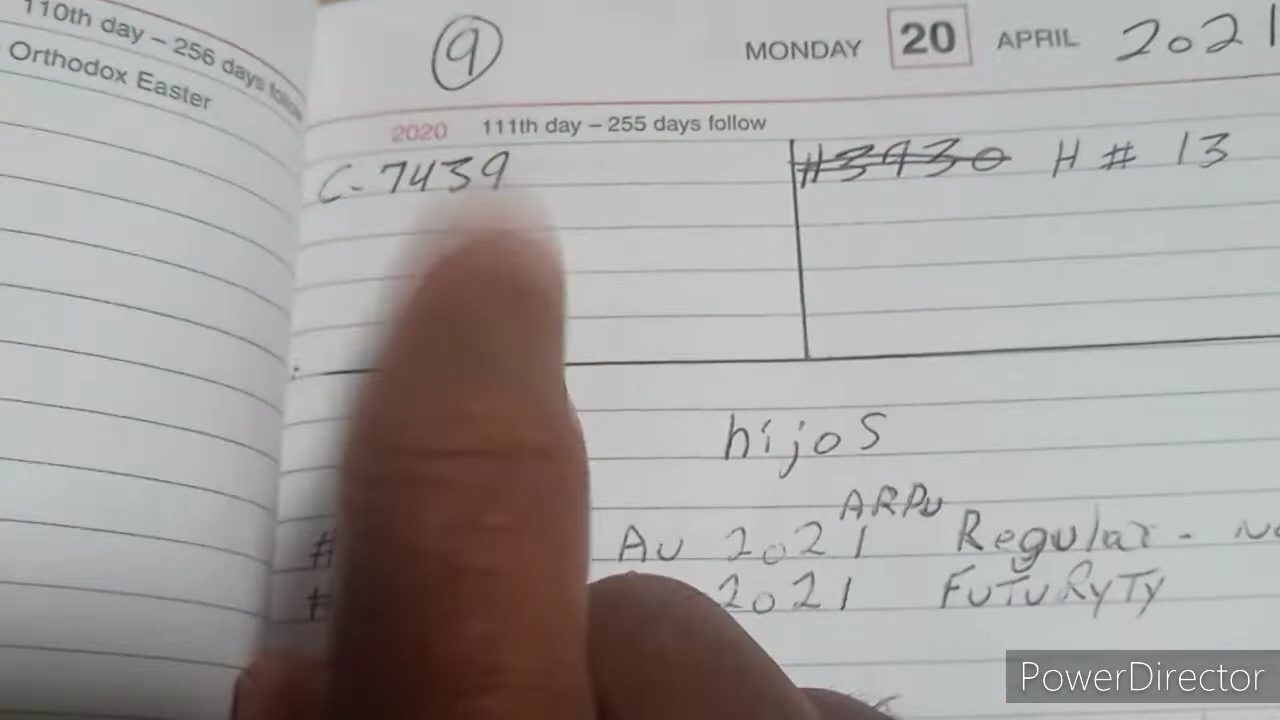 110th day – 256 days follow
Orthodox Easter
9
MONDAY 20 APRIL 2021
2020 111th day – 255 days follow
C-7439
#3930 H # 13
hijos
ARPU
# AU 2021 Regular -
# 2021 FuTuRyTy
PowerDirector